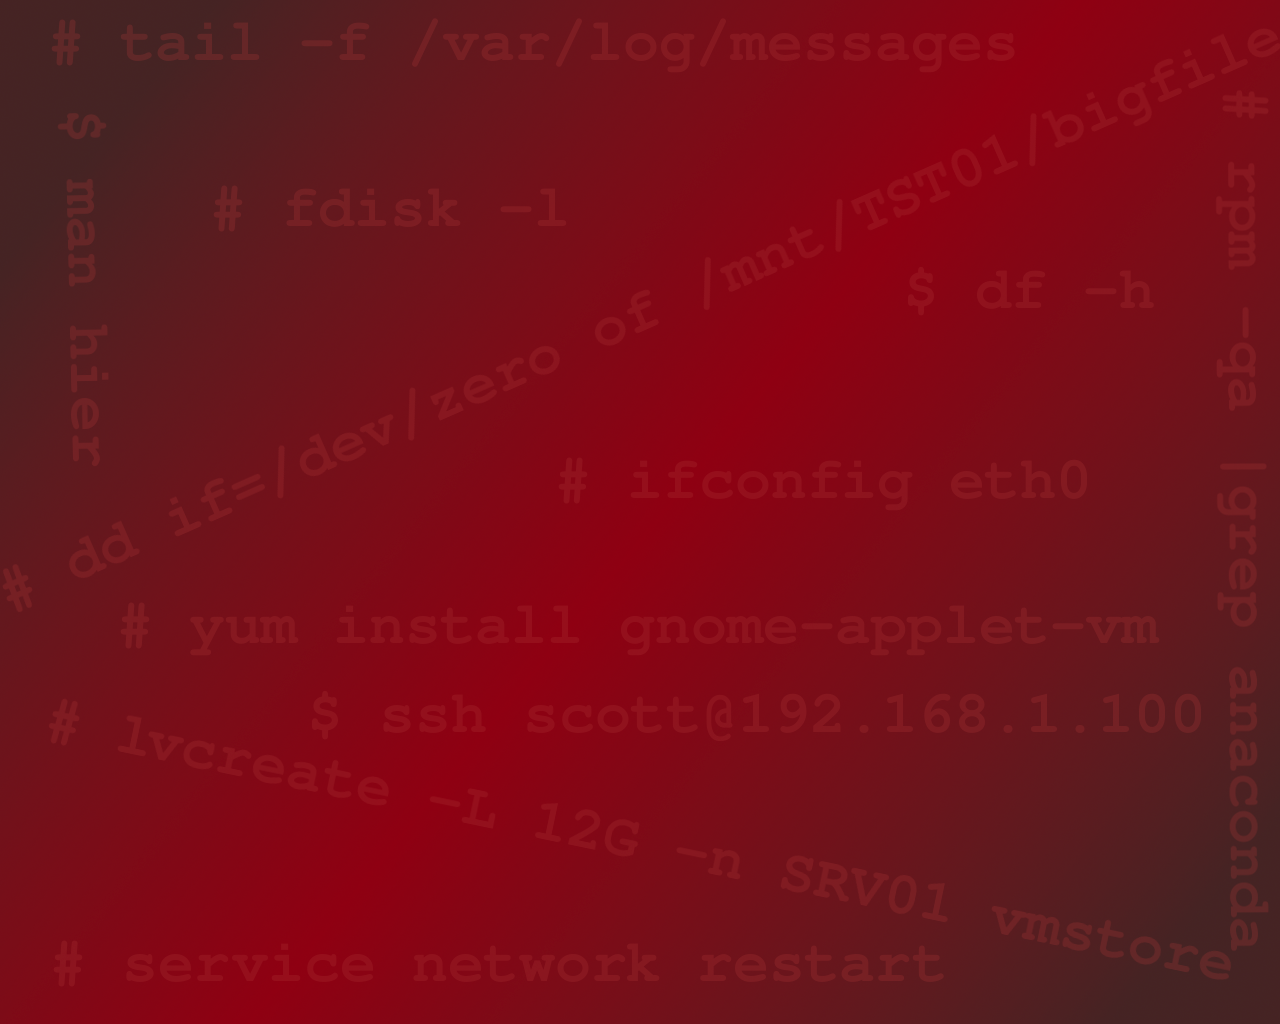 # tail -f /var/log/messages
$ man hier
# fdisk -l
# dd if=/dev/zero of /mnt/TST01/bigfile
# rpm -qa |grep anaconda
$ df -h
# ifconfig eth0
# yum install gnome-applet-vm
$ ssh scott@192.168.1.100
# lvcreate -L 12G -n SRV01 vmstore
# service network restart